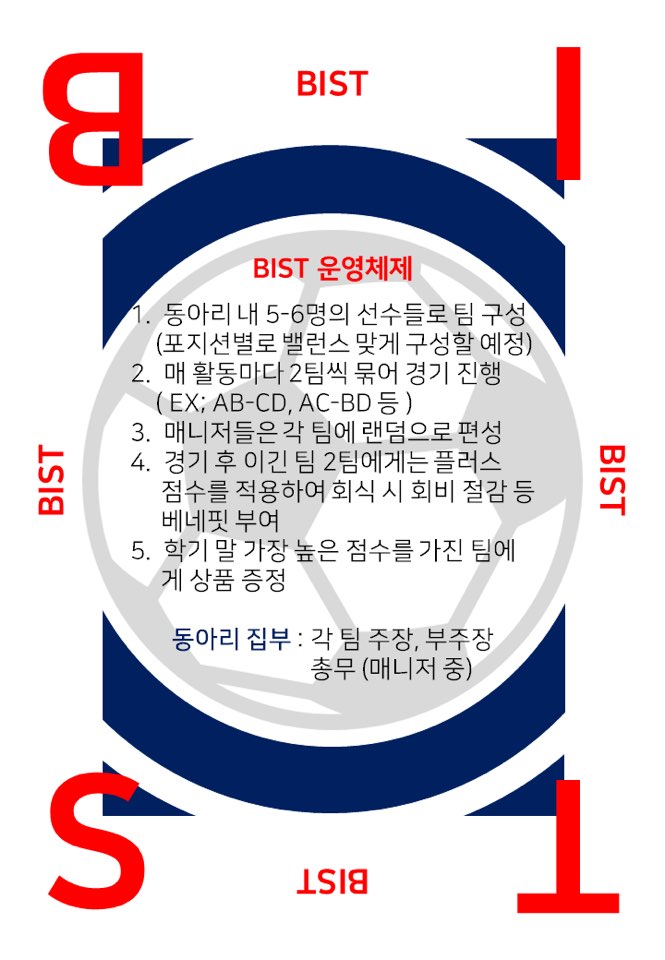 B
BIST
I
BIST 운영체제
1. 동아리 내 5-6명의 선수들로 팀 구성
(포지션별로 밸런스 맞게 구성할 예정)
2. 매 활동마다 2팀씩 묶어 경기 진행
( EX; AB-CD, AC-BD 등 )
3. 매니저들은 각 팀에 랜덤으로 편성
4. 경기 후 이긴 팀 2팀에게는 플러스
점수를 적용하여 회식 시 회비 절감 등
베네핏 부여
5. 학기 말 가장 높은 점수를 가진 팀에
게 상품 증정
BIST
BIST
동아리 집부 : 각 팀 주장, 부주장
총무 (매니저 중)
S
BIST
T